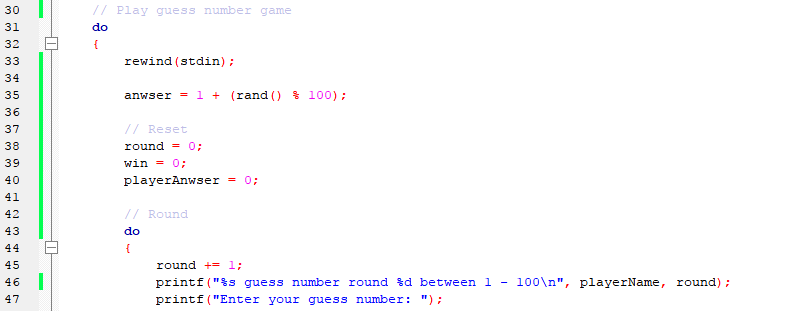 30 // Play guess number game
31 do
32 {
33 rewind(stdin);
34
35 anwser = 1 + (rand() % 100);
36
37 // Reset
38 round = 0;
39 win = 0;
40 playerAnwser = 0;
41
42 // Round
43 do
44 {
45 round += 1;
46 printf("%s guess number round %d between 1 - 100\n", playerName, round);
47 printf("Enter your guess number: ");